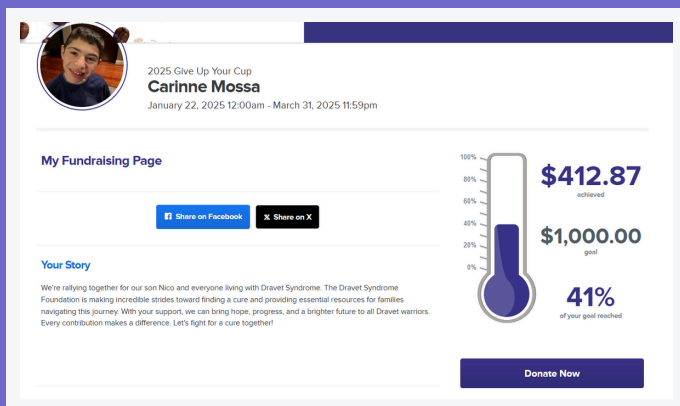 2025 Give Up Your Cup
Carinne Mossa
January 22, 2025 12:00am - March 31, 2025 11:59pm
My Fundraising Page
Share on Facebook
X Share on X
Your Story
We're rallying together for our son Nico and everyone living with Dravet Syndrome. The Dravet Syndrome
Foundation is making incredible strides toward finding a cure and providing essential resources for families
navigating this journey. With your support, we can bring hope, progress, and a brighter future to all Dravet warriors.
Every contribution makes a difference. Let's fight for a cure together!
100%
80%
60%
40%
20%
0%
$412.87
achieved
$1,000.00
goal
41%
of your goal reached
Donate Now